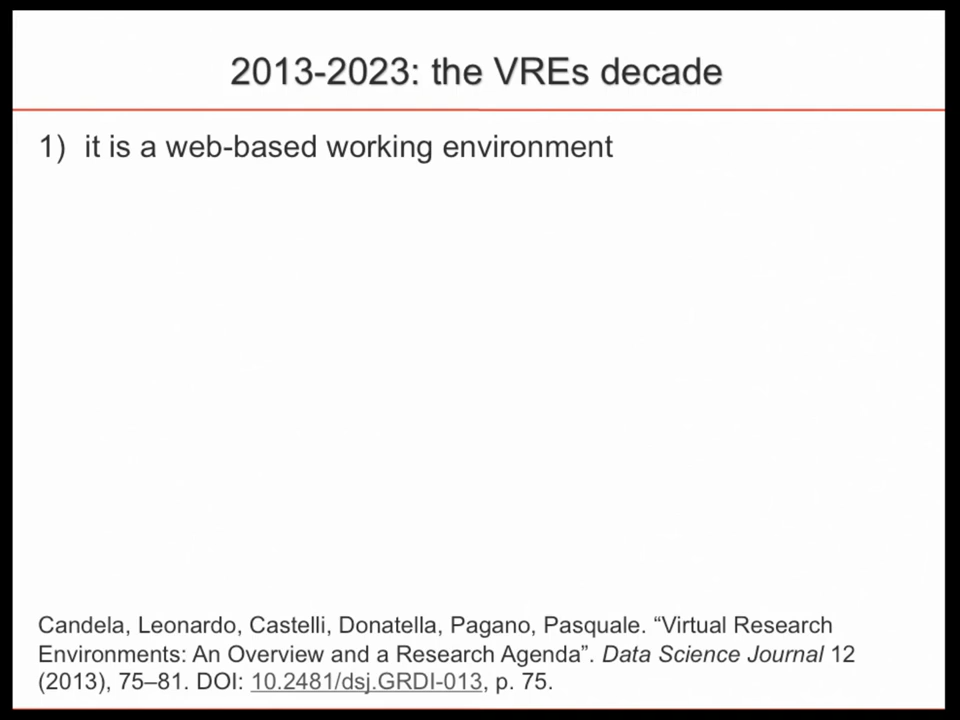 2013-2023: the VREs decade
1) it is a web-based working environment
Candela, Leonardo, Castelli, Donatella, Pagano, Pasquale. “Virtual Research
Environments: An Overview and a Research Agenda”. Data Science Journal 12
(2013), 75–81. DOI: 10.2481/dsj.GRDI-013, p. 75.